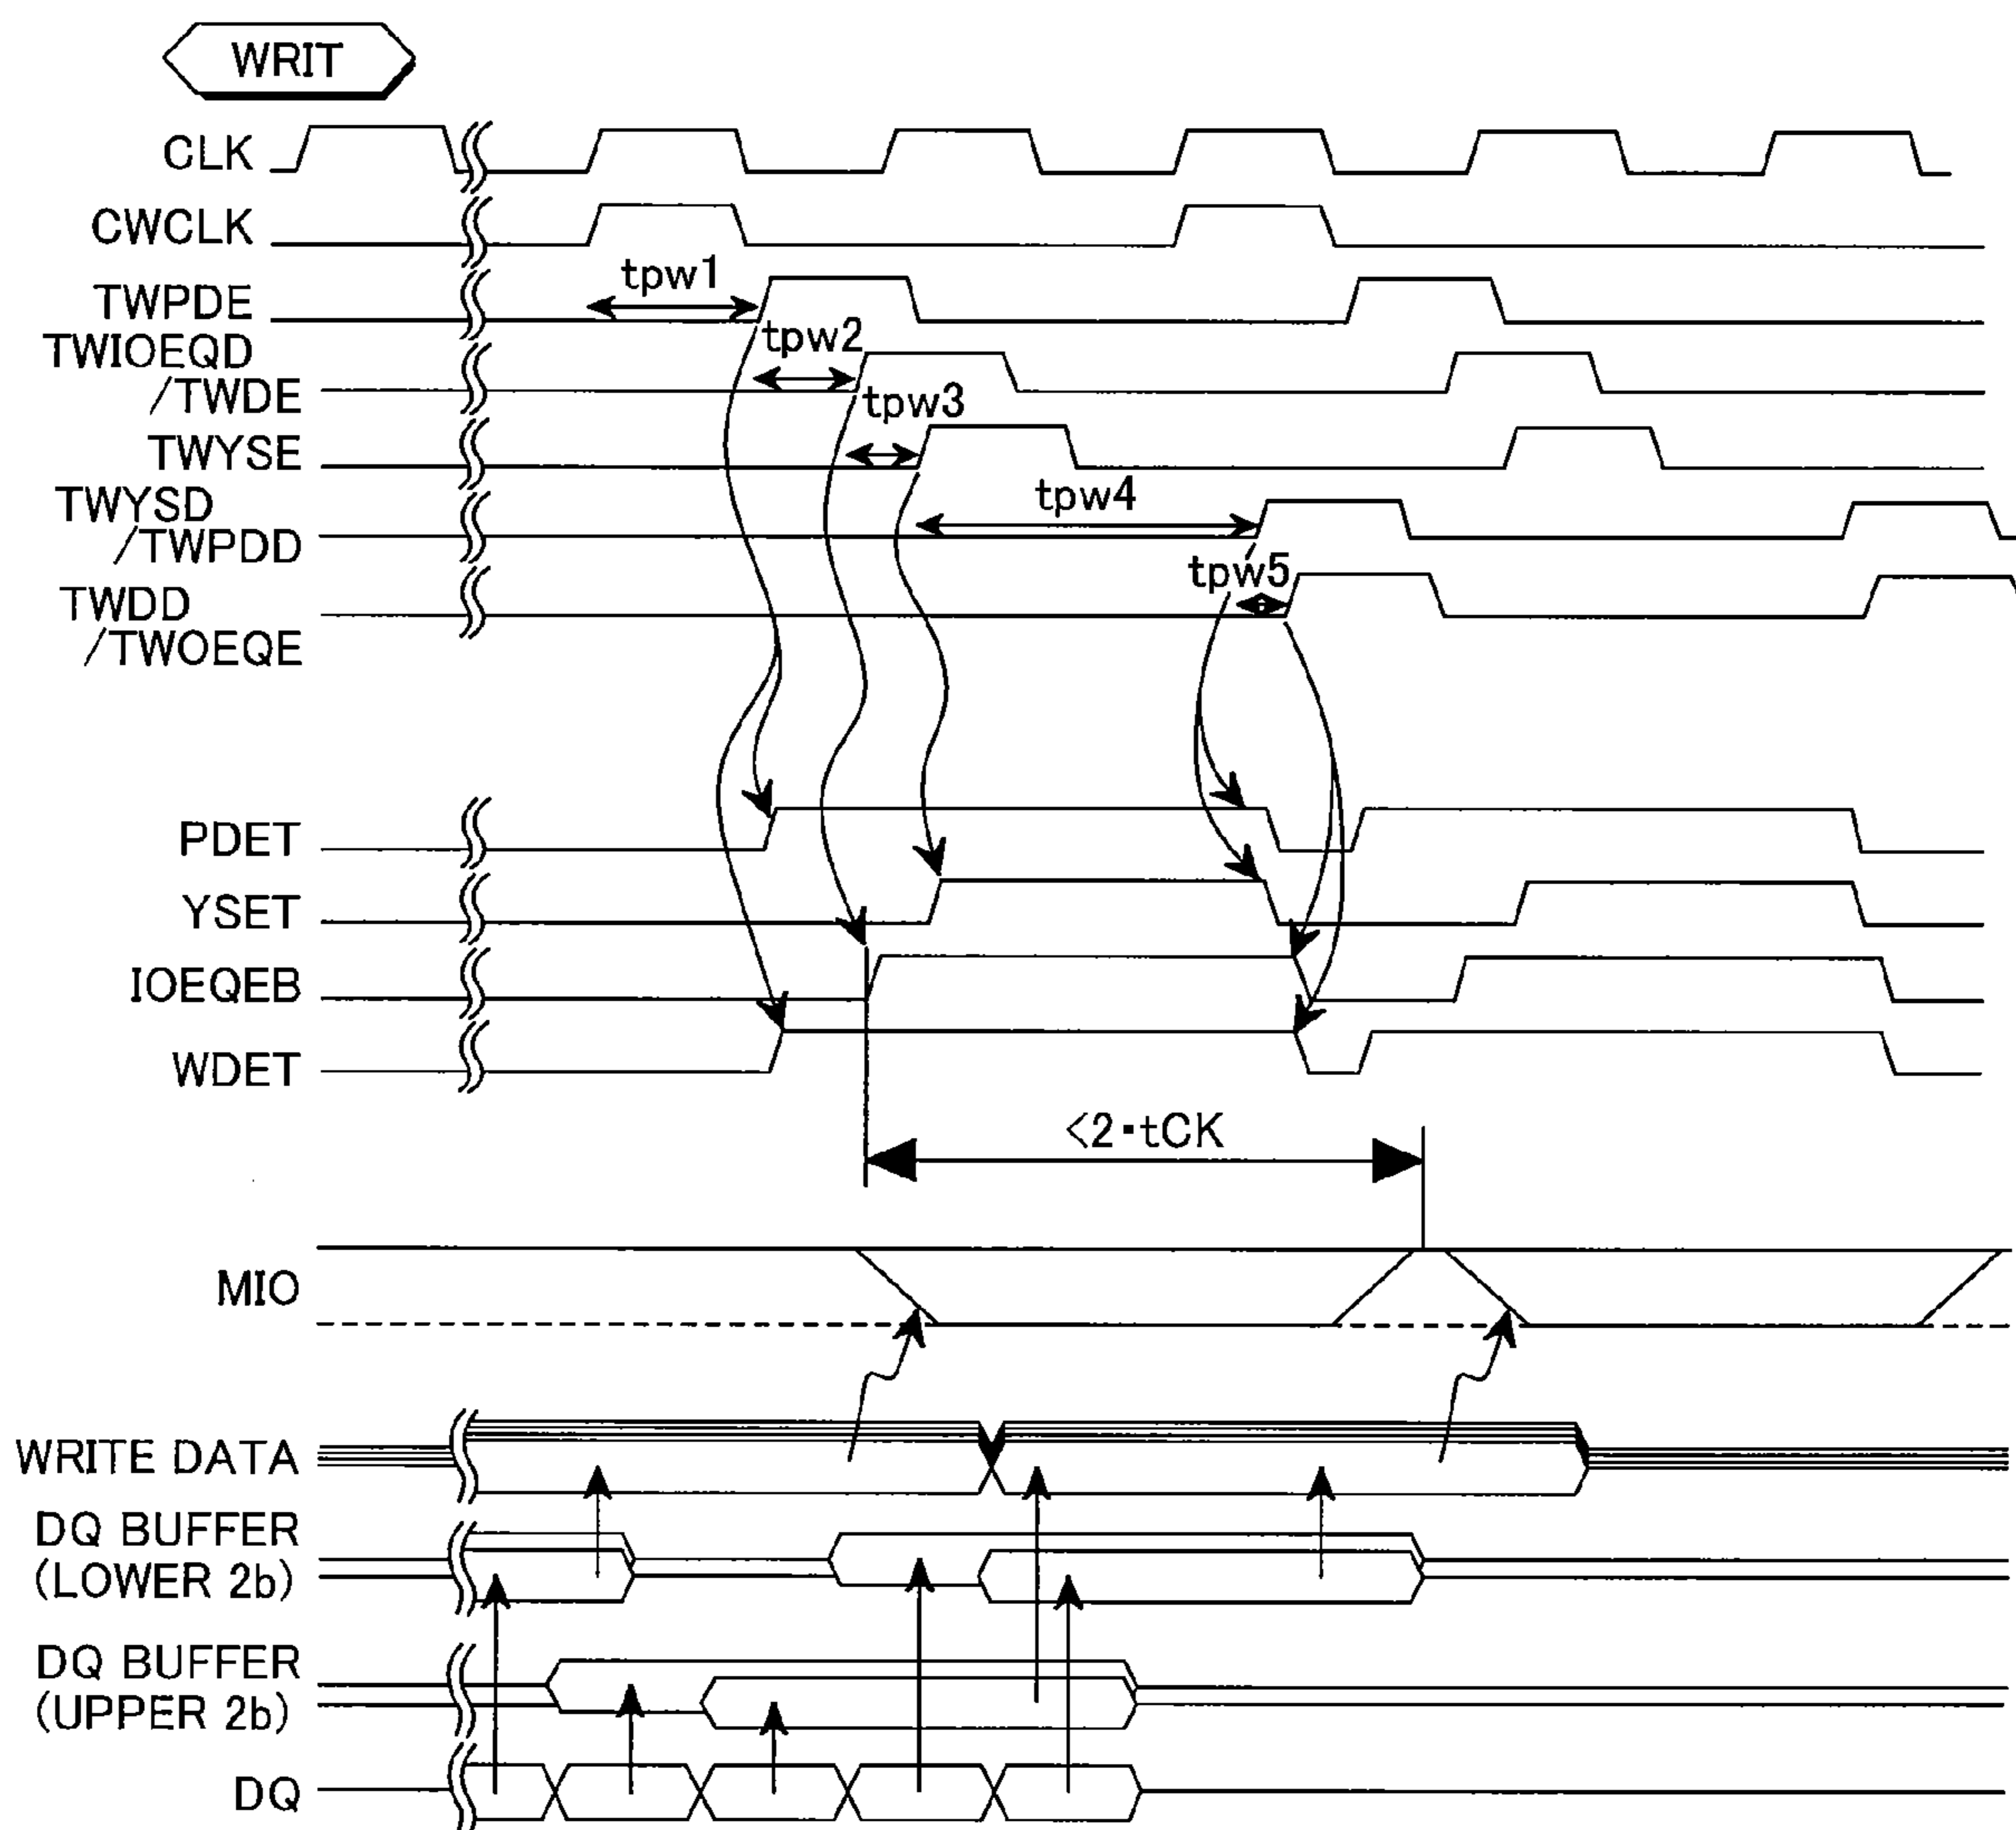 WRIT
CLK
CWCLK
TWPDE
tpw1
TWIOEQD
/TWDE
tpw2
TWYSE
tpw3
TWYSD
/TWPDD
tpw4
TWDD
/TWOEQE
tpw5
PDET
YSET
IOEQEB
WDET
<2·tCK
MIO
WRITE DATA
DQ BUFFER
(LOWER 2b)
DQ BUFFER
(UPPER 2b)
DQ